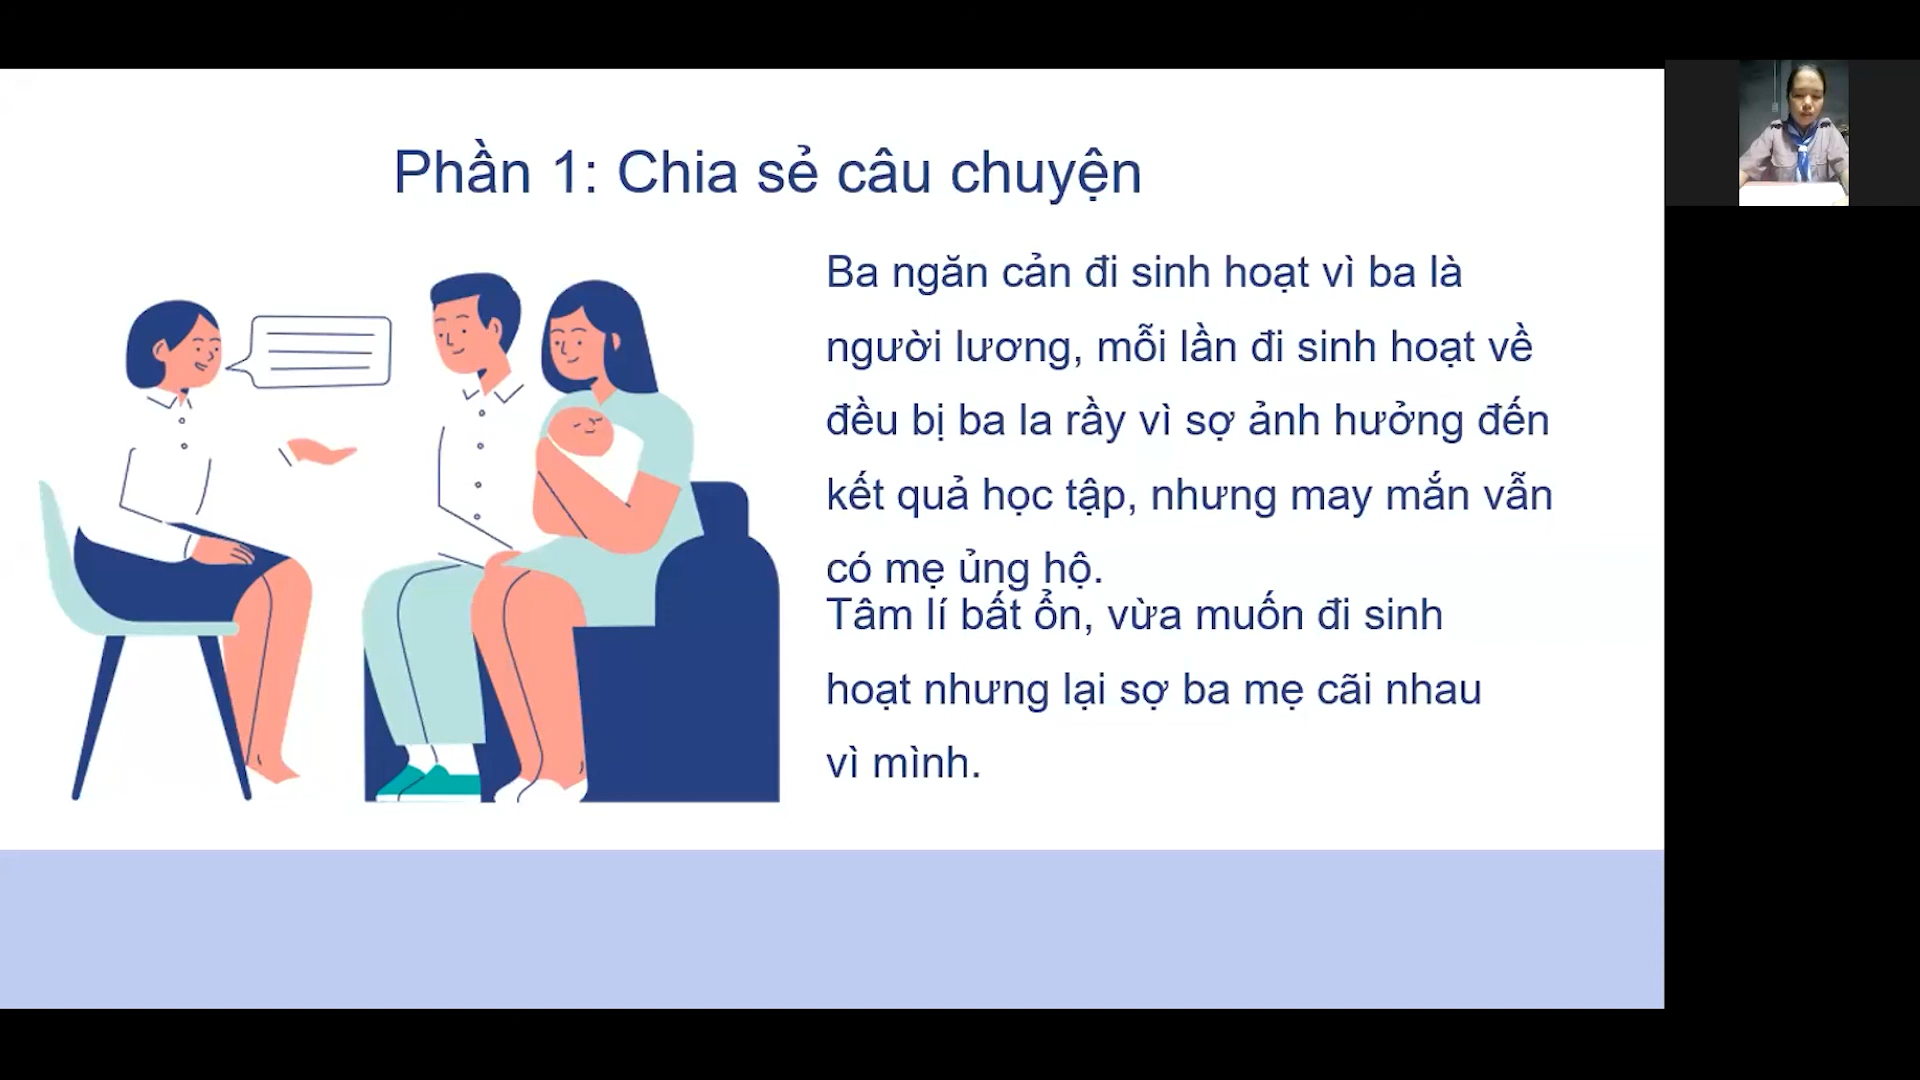 Phần 1: Chia sẻ câu chuyện
Ba ngăn cản đi sinh hoạt vì ba là
người lương, mỗi lần đi sinh hoạt về
đều bị ba la rầy vì sợ ảnh hưởng đến
kết quả học tập, nhưng may mắn vẫn
có mẹ ủng hộ.
Tâm lí bất ổn, vừa muốn đi sinh
hoạt nhưng lại sợ ba mẹ cãi nhau
vì mình.